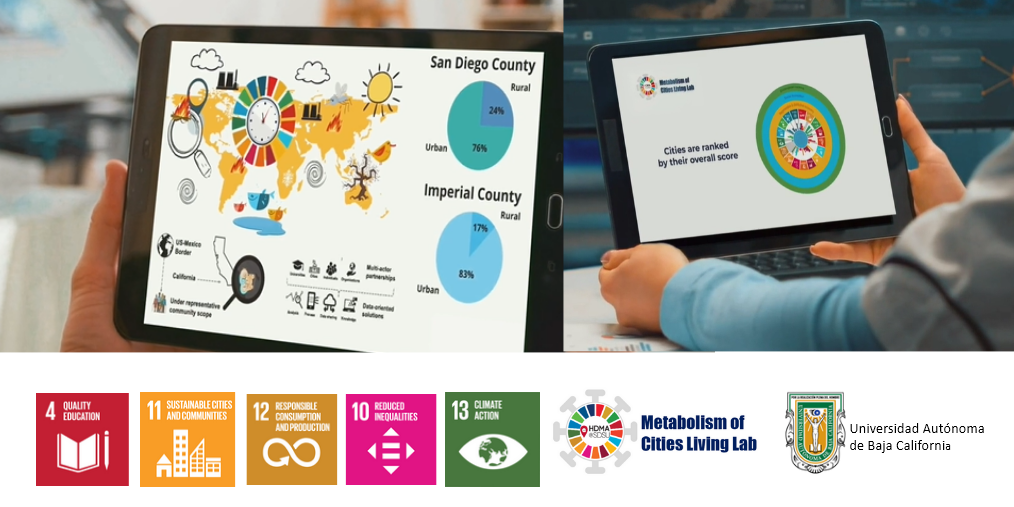 San Diego County
Rural
24%
Urban
76%
Imperial County
Rural
17%
83%
Urban
US-Mexico
Border
California
Under representative
community scope
Multi-actor
partnerships
Data-oriented
solutions
Metabolism of
Cities Living Lab
Cities are ranked
by their overall score
4 QUALITY
EDUCATION
11 SUSTAINABLE CITIES
AND COMMUNITIES
12 RESPONSIBLE
CONSUMPTION
AND PRODUCTION
10 REDUCED
INEQUALITIES
13 CLIMATE
ACTION
HDMA
@SDSU
Metabolism of
Cities Living Lab
Universidad Autónoma
de Baja California